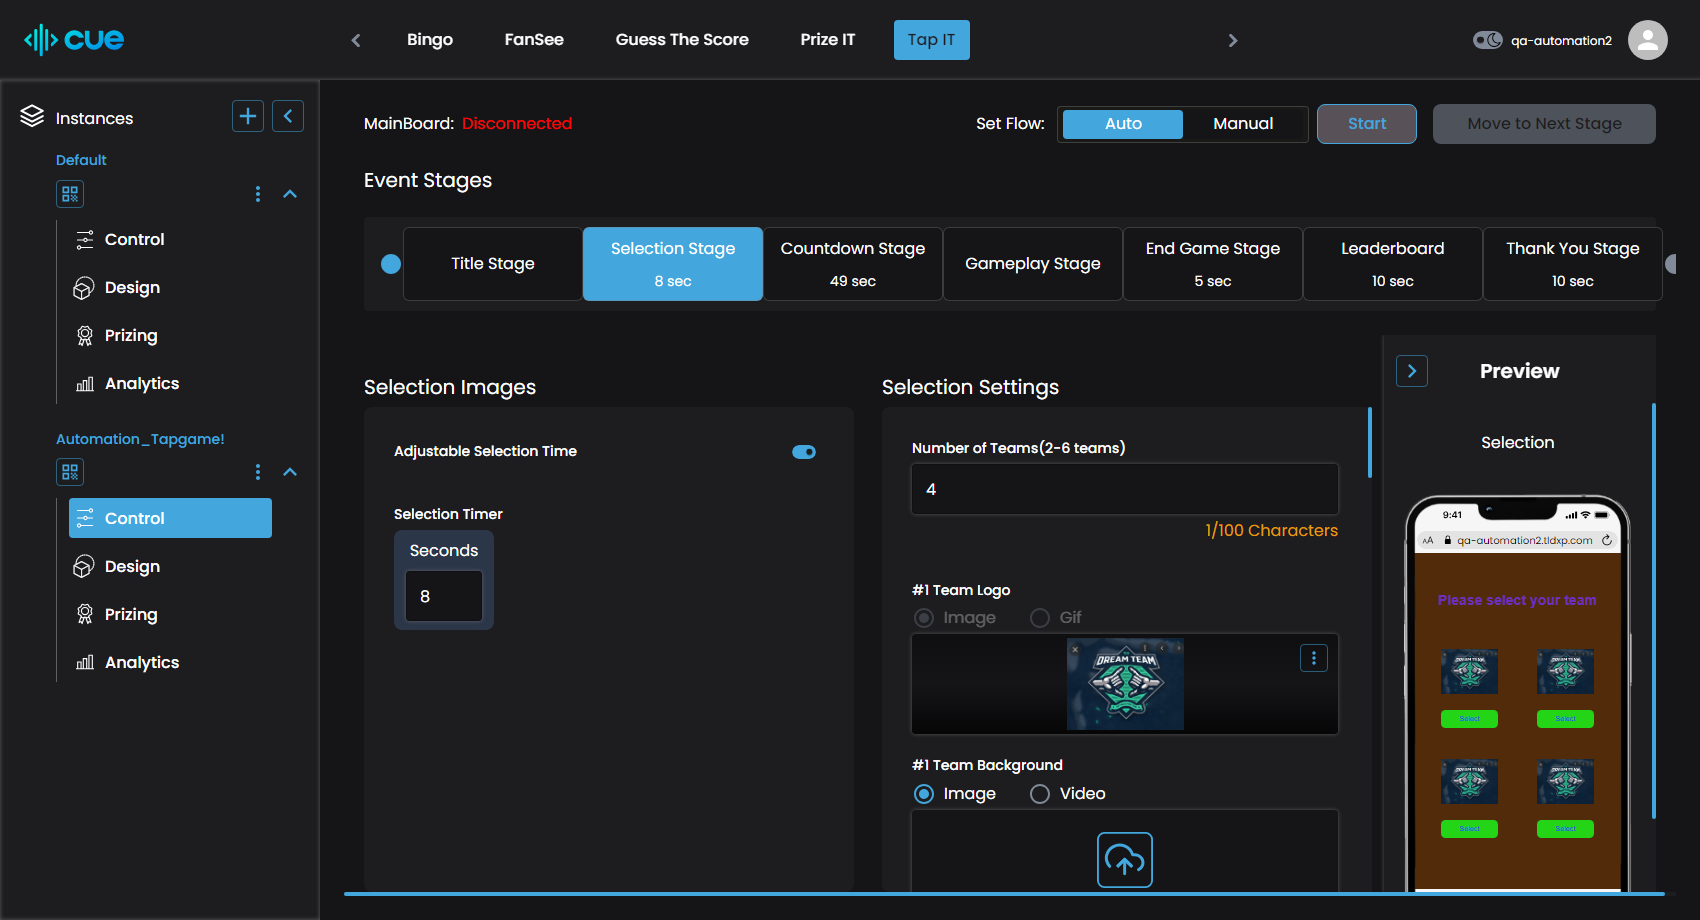 cue
Bingo
FanSee
Guess The Score
Prize IT
Tap IT
qa-automation2
Instances
Default
Control
Design
Prizing
Analytics
Automation_Tapgame!
Control
Design
Prizing
Analytics
MainBoard: Disconnected
Set Flow:
Auto
Manual
Start
Move to Next Stage
Event Stages
Title Stage
Selection Stage
8 sec
Countdown Stage
49 sec
Gameplay Stage
End Game Stage
5 sec
Leaderboard
10 sec
Thank You Stage
10 sec
Selection Images
Adjustable Selection Time
Selection Timer
Seconds
8
Selection Settings
Number of Teams(2-6 teams)
4
1/100 Characters
#1 Team Logo
Image
Gif
DREAM TEAM
#1 Team Background
Image
Video
Preview
Selection
9:41
AA
qa-automation2.tldxp.com
Please select your team
DREAM TEAM
DREAM TEAM
Select
Select
DREAM TEAM
DREAM TEAM
Select
Select